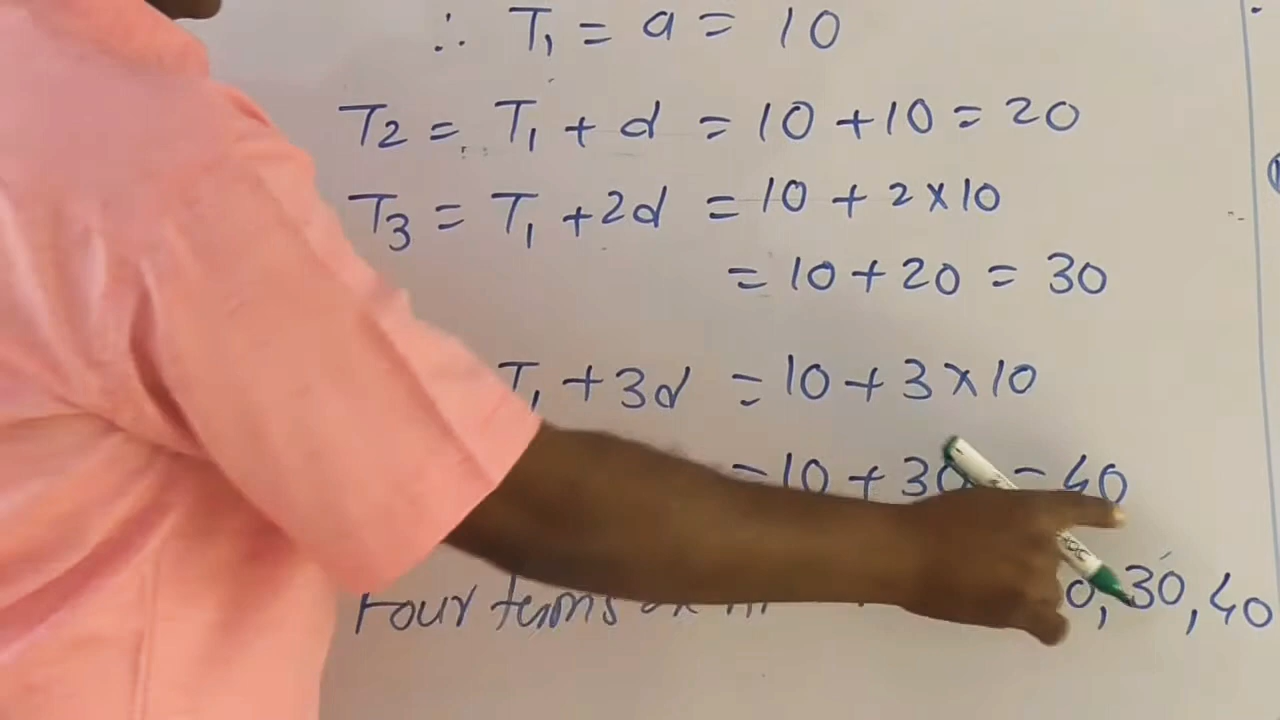 ∴ T₁ = a = 10
T₂ = T₁ + d = 10 + 10 = 20
T₃ = T₁ + 2d = 10 + 2 × 10
= 10 + 20 = 30
T₁ + 3d = 10 + 3 × 10
= 10 + 30 = 40
Four terms 0, 30, 40